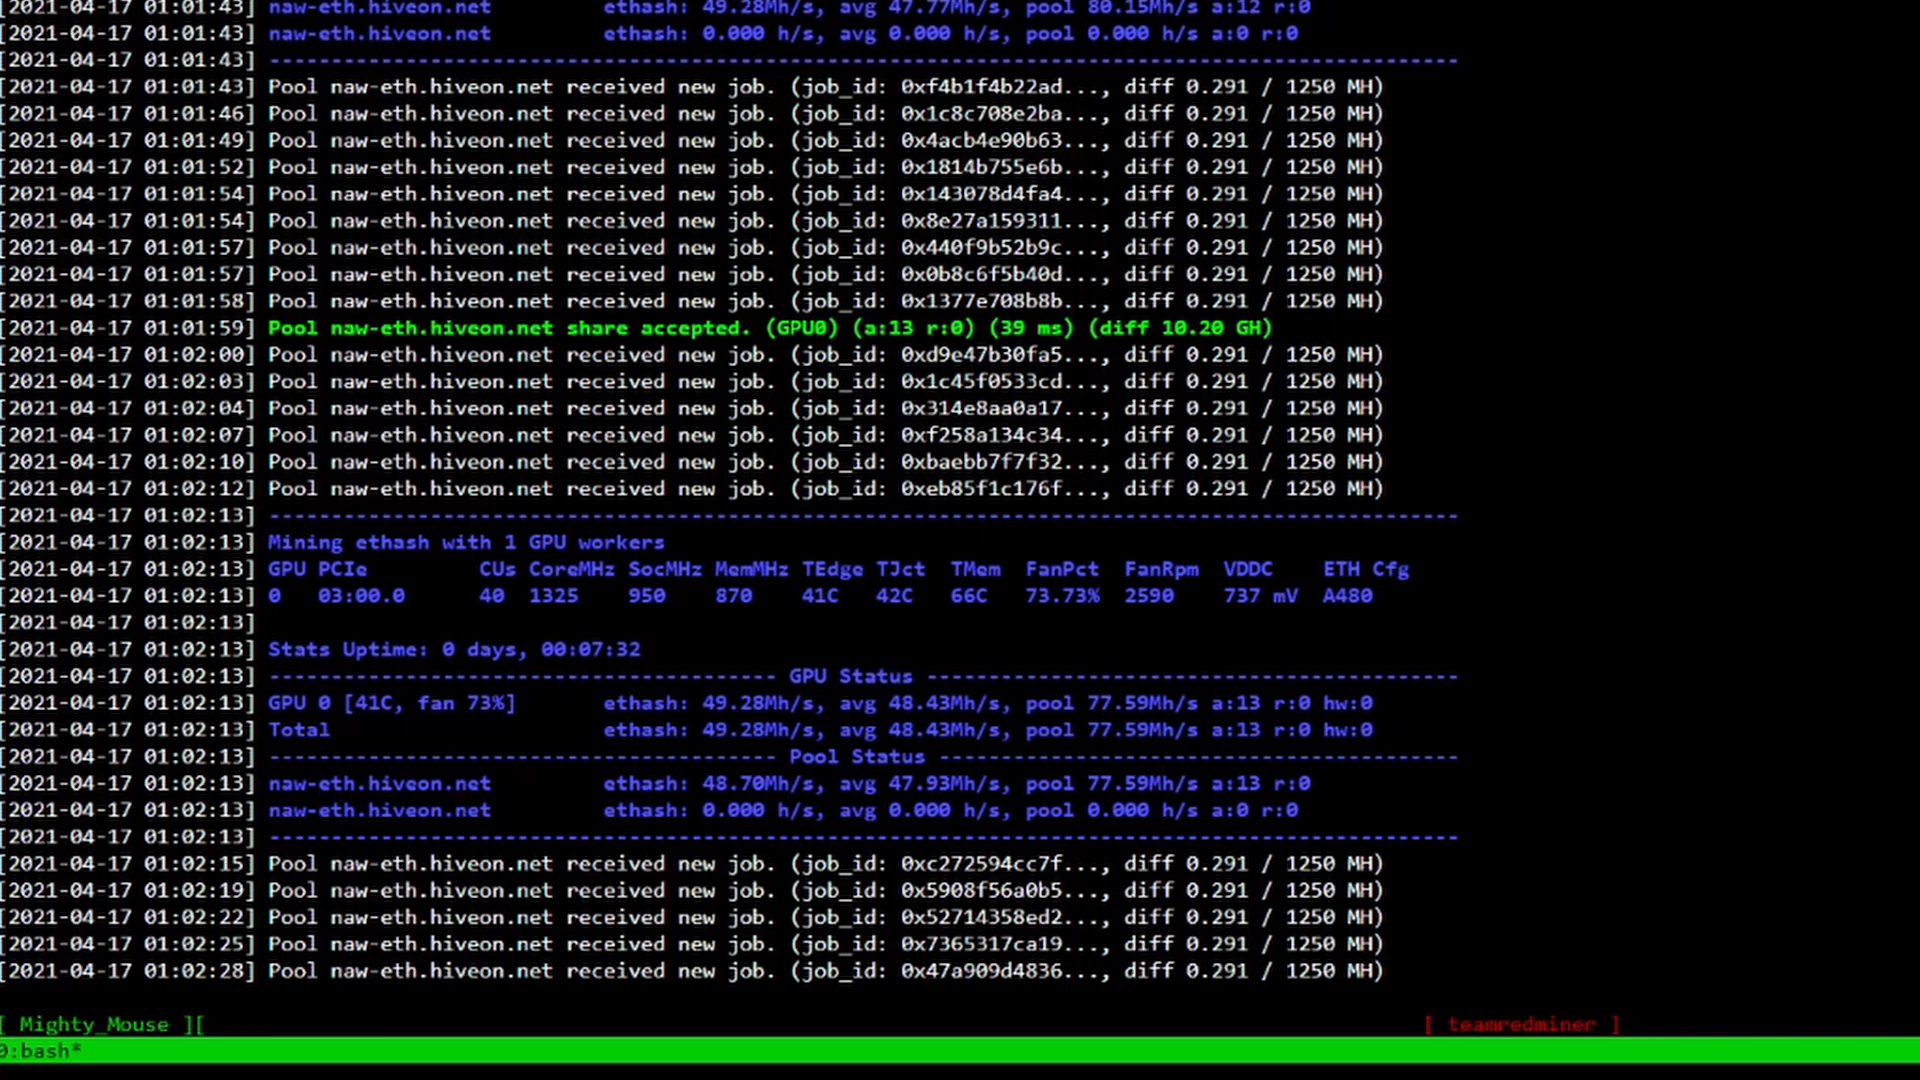 [2021-04-17 01:01:43] naw-eth.hiveon.net ethash: 49.28Mh/s, avg 47.77Mh/s, pool 80.15Mh/s a:12 r:0
[2021-04-17 01:01:43] naw-eth.hiveon.net ethash: 0.000 h/s, avg 0.000 h/s, pool 0.000 h/s a:0 r:0
[2021-04-17 01:01:43] -----------------------------------------------------------------------------------------------
[2021-04-17 01:01:43] Pool naw-eth.hiveon.net received new job. (job_id: 0xf4b1f4b22ad..., diff 0.291 / 1250 MH)
[2021-04-17 01:01:46] Pool naw-eth.hiveon.net received new job. (job_id: 0x1c8c708e2ba..., diff 0.291 / 1250 MH)
[2021-04-17 01:01:49] Pool naw-eth.hiveon.net received new job. (job_id: 0x4acb4e90b63..., diff 0.291 / 1250 MH)
[2021-04-17 01:01:52] Pool naw-eth.hiveon.net received new job. (job_id: 0x1814b755e6b..., diff 0.291 / 1250 MH)
[2021-04-17 01:01:54] Pool naw-eth.hiveon.net received new job. (job_id: 0x143078d4fa4..., diff 0.291 / 1250 MH)
[2021-04-17 01:01:54] Pool naw-eth.hiveon.net received new job. (job_id: 0x8e27a159311..., diff 0.291 / 1250 MH)
[2021-04-17 01:01:57] Pool naw-eth.hiveon.net received new job. (job_id: 0x440f9b52b9c..., diff 0.291 / 1250 MH)
[2021-04-17 01:01:57] Pool naw-eth.hiveon.net received new job. (job_id: 0x0b8c6f5b40d..., diff 0.291 / 1250 MH)
[2021-04-17 01:01:58] Pool naw-eth.hiveon.net received new job. (job_id: 0x1377e708b8b..., diff 0.291 / 1250 MH)
[2021-04-17 01:01:59] Pool naw-eth.hiveon.net share accepted. (GPU0) (a:13 r:0) (39 ms) (diff 10.20 GH)
[2021-04-17 01:02:00] Pool naw-eth.hiveon.net received new job. (job_id: 0xd9e47b30fa5..., diff 0.291 / 1250 MH)
[2021-04-17 01:02:03] Pool naw-eth.hiveon.net received new job. (job_id: 0x1c45f0533cd..., diff 0.291 / 1250 MH)
[2021-04-17 01:02:04] Pool naw-eth.hiveon.net received new job. (job_id: 0x314e8aa0a17..., diff 0.291 / 1250 MH)
[2021-04-17 01:02:07] Pool naw-eth.hiveon.net received new job. (job_id: 0xf258a134c34..., diff 0.291 / 1250 MH)
[2021-04-17 01:02:10] Pool naw-eth.hiveon.net received new job. (job_id: 0xbaebb7f7f32..., diff 0.291 / 1250 MH)
[2021-04-17 01:02:12] Pool naw-eth.hiveon.net received new job. (job_id: 0xeb85f1c176f..., diff 0.291 / 1250 MH)
[2021-04-17 01:02:13] -----------------------------------------------------------------------------------------------
[2021-04-17 01:02:13] Mining ethash with 1 GPU workers
[2021-04-17 01:02:13] GPU PCIe CUs CoreMHz SocMHz MemMHz TEdge TJct TMem FanPct FanRpm VDDC ETH Cfg
[2021-04-17 01:02:13] 0 03:00.0 40 1325 950 870 41C 42C 66C 73.73% 2590 737 mV A480
[2021-04-17 01:02:13]
[2021-04-17 01:02:13] Stats Uptime: 0 days, 00:07:32
[2021-04-17 01:02:13] ----------------------------------------- GPU Status -------------------------------------------
[2021-04-17 01:02:13] GPU 0 [41C, fan 73%] ethash: 49.28Mh/s, avg 48.43Mh/s, pool 77.59Mh/s a:13 r:0 hw:0
[2021-04-17 01:02:13] Total ethash: 49.28Mh/s, avg 48.43Mh/s, pool 77.59Mh/s a:13 r:0 hw:0
[2021-04-17 01:02:13] ----------------------------------------- Pool Status ------------------------------------------
[2021-04-17 01:02:13] naw-eth.hiveon.net ethash: 48.70Mh/s, avg 47.93Mh/s, pool 77.59Mh/s a:13 r:0
[2021-04-17 01:02:13] naw-eth.hiveon.net ethash: 0.000 h/s, avg 0.000 h/s, pool 0.000 h/s a:0 r:0
[2021-04-17 01:02:13] -----------------------------------------------------------------------------------------------
[2021-04-17 01:02:15] Pool naw-eth.hiveon.net received new job. (job_id: 0xc272594cc7f..., diff 0.291 / 1250 MH)
[2021-04-17 01:02:19] Pool naw-eth.hiveon.net received new job. (job_id: 0x5908f56a0b5..., diff 0.291 / 1250 MH)
[2021-04-17 01:02:22] Pool naw-eth.hiveon.net received new job. (job_id: 0x52714358ed2..., diff 0.291 / 1250 MH)
[2021-04-17 01:02:25] Pool naw-eth.hiveon.net received new job. (job_id: 0x7365317ca19..., diff 0.291 / 1250 MH)
[2021-04-17 01:02:28] Pool naw-eth.hiveon.net received new job. (job_id: 0x47a909d4836..., diff 0.291 / 1250 MH)
[ Mighty_Mouse ][ [ teamredminer ]
0:bash*